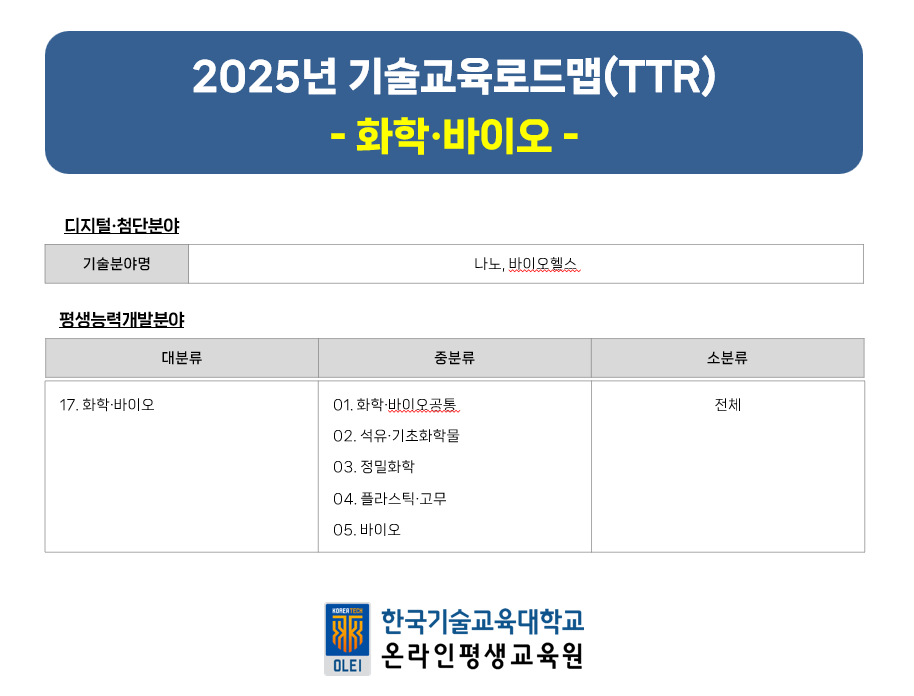 2025년 기술교육로드맵(TTR)
- 화학·바이오 -
디지털·첨단분야
기술분야명
나노, 바이오헬스
평생능력개발분야
대분류
중분류
소분류
17. 화학·바이오
01. 화학·바이오공통
전체
02. 석유·기초화학물
03. 정밀화학
04. 플라스틱·고무
05. 바이오
KOREATECH
OLEI
한국기술교육대학교
온라인평생교육원